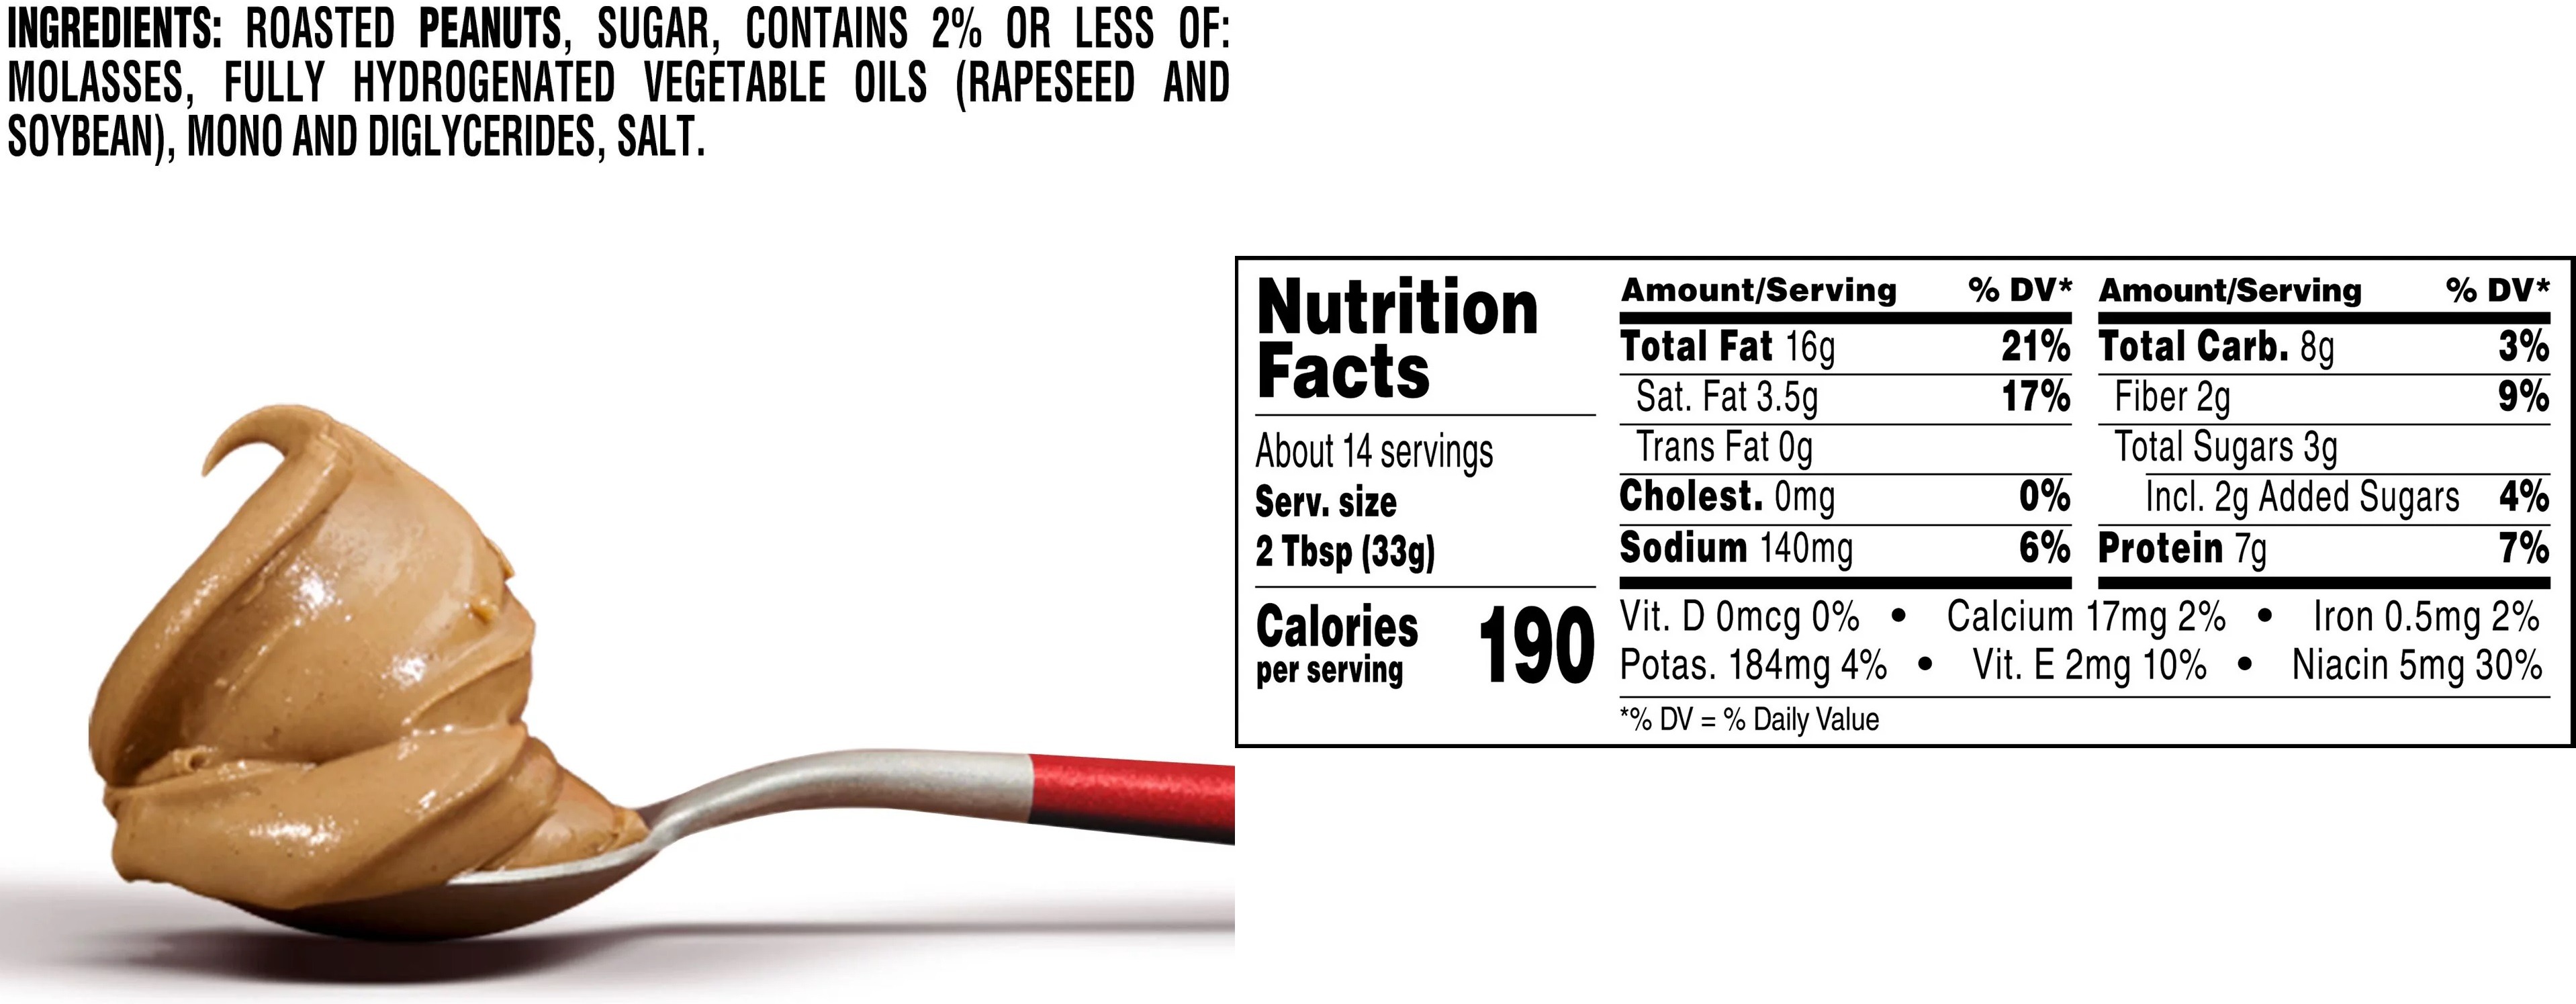 INGREDIENTS: ROASTED PEANUTS, SUGAR, CONTAINS 2% OR LESS OF:
MOLASSES, FULLY HYDROGENATED VEGETABLE OILS (RAPESEED AND
SOYBEAN), MONO AND DIGLYCERIDES, SALT.
Nutrition
Facts
About 14 servings
Serv. size
2 Tbsp (33g)
Calories 190
per serving
Amount/Serving % DV*
Total Fat 16g 21%
Sat. Fat 3.5g 17%
Trans Fat 0g
Cholest. 0mg 0%
Sodium 140mg 6%
Amount/Serving % DV*
Total Carb. 8g 3%
Fiber 2g 9%
Total Sugars 3g
Incl. 2g Added Sugars 4%
Protein 7g 7%
Vit. D 0mcg 0% • Calcium 17mg 2% • Iron 0.5mg 2%
Potas. 184mg 4% • Vit. E 2mg 10% • Niacin 5mg 30%
*% DV = % Daily Value